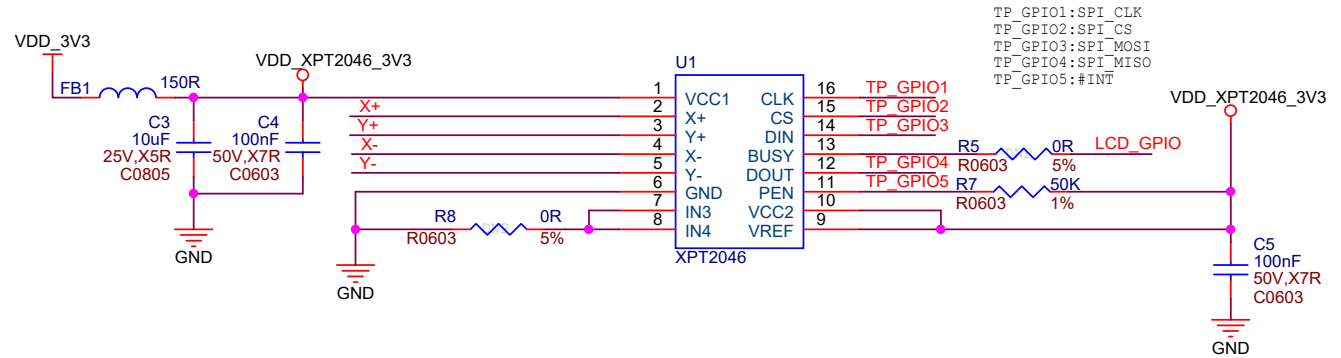 TP_GPIO1:SPI_CLK
TP_GPIO2:SPI_CS
TP_GPIO3:SPI_MOSI
TP_GPIO4:SPI_MISO
TP_GPIO5:#INT
VDD_3V3
FB1
150R
VDD_XPT2046_3V3
C3
10uF
25V,X5R
C0805
C4
100nF
50V,X7R
C0603
GND
X+
Y+
X-
Y-
U1
1 VCC1 CLK 16 TP_GPIO1
2 X+ CS 15 TP_GPIO2
3 Y+ DIN 14 TP_GPIO3
4 X- BUSY 13
5 Y- DOUT 12 TP_GPIO4
6 GND PEN 11 TP_GPIO5
7 IN3 VCC2 10
8 IN4 VREF 9
XPT2046
R8 0R
R0603 5%
GND
R5 0R LCD_GPIO
R0603 5%
R7 50K
R0603 1%
VDD_XPT2046_3V3
C5
100nF
50V,X7R
C0603
GND